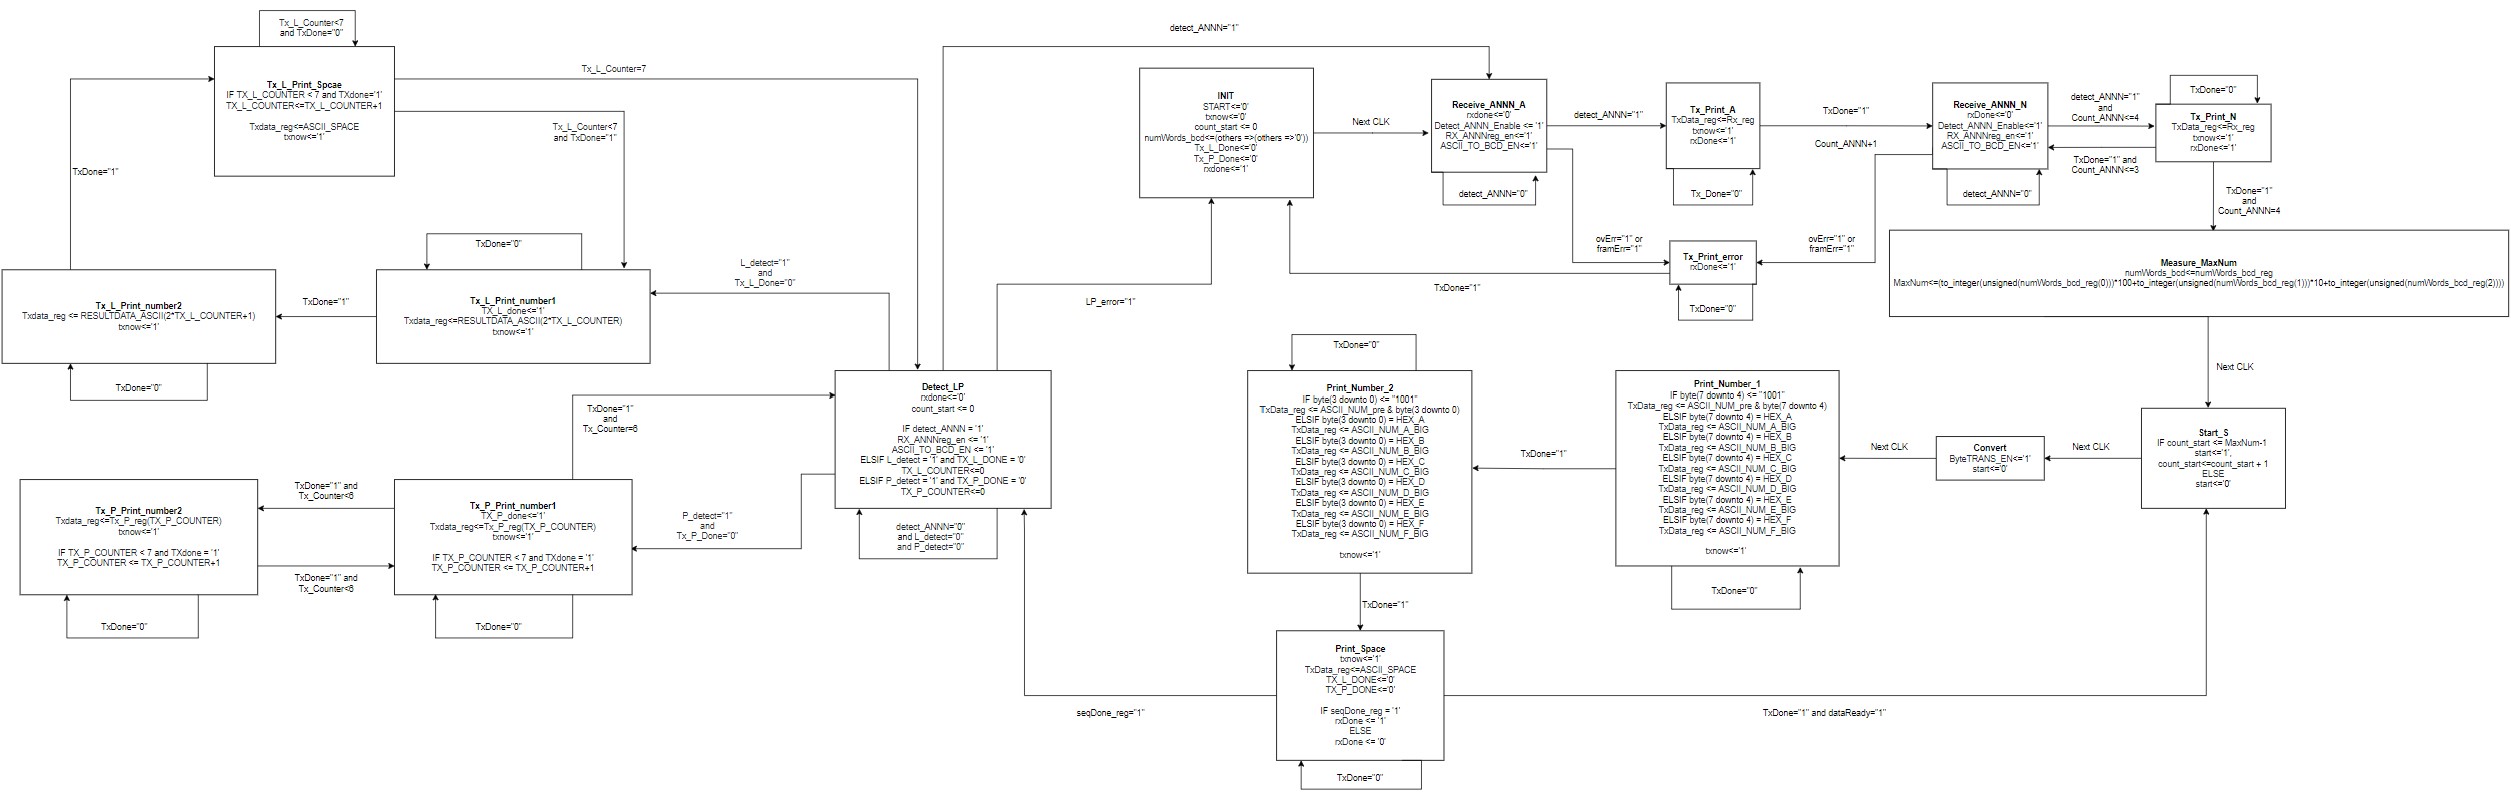 Tx_L_Counter<7
and TxDone="0"
Tx_L_Print_Spcae
IF TX_L_COUNTER < 7 and TXdone='1'
TX_L_COUNTER<=TX_L_COUNTER+1
Txdata_reg<=ASCII_SPACE
txnow<='1'
Tx_L_Counter=7
Tx_L_Counter<7
and TxDone="1"
TxDone="1"
TxDone="0"
Tx_L_Print_number2
Txdata_reg <= RESULTDATA_ASCII(2*TX_L_COUNTER+1)
txnow<='1'
TxDone="0"
TxDone="1"
Tx_L_Print_number1
TX_L_done<='1'
Txdata_reg<=RESULTDATA_ASCII(2*TX_L_COUNTER)
txnow<='1'
L_detect="1"
and
Tx_L_Done="0"
detect_ANNN="1"
LP_error="1"
INIT
START<='0'
txnow<='0'
count_start <= 0
numWords_bcd<=(others =>(others =>'0'))
Tx_L_Done<='0'
Tx_P_Done<='0'
rxdone<='1'
Next CLK
Receive_ANNN_A
rxdone<='0'
Detect_ANNN_Enable <= '1'
RX_ANNNreg_en<='1'
ASCII_TO_BCD_EN<='1'
detect_ANNN="0"
detect_ANNN="1"
Tx_Print_A
TxData_reg<=Rx_reg
txnow<='1'
rxDone<='1'
Tx_Done="0"
TxDone="1"
Count_ANNN+1
Receive_ANNN_N
rxDone<='0'
Detect_ANNN_Enable<='1'
RX_ANNNreg_en<='1'
ASCII_TO_BCD_EN<='1'
detect_ANNN="0"
detect_ANNN="1"
and
Count_ANNN<=4
TxDone="1" and
Count_ANNN<=3
TxDone="0"
Tx_Print_N
TxData_reg<=Rx_reg
txnow<='1'
rxDone<='1'
TxDone="1"
and
Count_ANNN=4
ovErr="1" or
framErr="1"
Tx_Print_error
rxDone<='1'
TxDone="0"
ovErr="1" or
framErr="1"
TxDone="1"
Measure_MaxNum
numWords_bcd<=numWords_bcd_reg
MaxNum<=(to_integer(unsigned(numWords_bcd_reg(0)))*100+to_integer(unsigned(numWords_bcd_reg(1)))*10+to_integer(unsigned(numWords_bcd_reg(2))))
Next CLK
Start_S
IF count_start <= MaxNum-1
start<='1',
count_start<=count_start + 1
ELSE
start<='0'
Next CLK
Convert
ByteTRANS_EN<='1'
start<='0'
Next CLK
Print_Number_1
IF byte(7 downto 4) <= "1001"
TxData_reg <= ASCII_NUM_pre & byte(7 downto 4)
ELSIF byte(7 downto 4) = HEX_A
TxData_reg <= ASCII_NUM_A_BIG
ELSIF byte(7 downto 4) = HEX_B
TxData_reg <= ASCII_NUM_B_BIG
ELSIF byte(7 downto 4) = HEX_C
TxData_reg <= ASCII_NUM_C_BIG
ELSIF byte(7 downto 4) = HEX_D
TxData_reg <= ASCII_NUM_D_BIG
ELSIF byte(7 downto 4) = HEX_E
TxData_reg <= ASCII_NUM_E_BIG
ELSIF byte(7 downto 4) = HEX_F
TxData_reg <= ASCII_NUM_F_BIG
txnow<='1'
TxDone="0"
TxDone="1"
TxDone="0"
Print_Number_2
IF byte(3 downto 0) <= "1001"
TxData_reg <= ASCII_NUM_pre & byte(3 downto 0)
ELSIF byte(3 downto 0) = HEX_A
TxData_reg <= ASCII_NUM_A_BIG
ELSIF byte(3 downto 0) = HEX_B
TxData_reg <= ASCII_NUM_B_BIG
ELSIF byte(3 downto 0) = HEX_C
TxData_reg <= ASCII_NUM_C_BIG
ELSIF byte(3 downto 0) = HEX_D
TxData_reg <= ASCII_NUM_D_BIG
ELSIF byte(3 downto 0) = HEX_E
TxData_reg <= ASCII_NUM_E_BIG
ELSIF byte(3 downto 0) = HEX_F
TxData_reg <= ASCII_NUM_F_BIG
txnow<='1'
TxDone="1"
Print_Space
txnow<='1'
TxData_reg<=ASCII_SPACE
TX_L_DONE<='0'
TX_P_DONE<='0'
IF seqDone_reg = '1'
rxDone <= '1'
ELSE
rxDone <= '0'
TxDone="0"
seqDone_reg="1"
TxDone="1" and dataReady="1"
Detect_LP
rxdone<='0'
count_start <= 0
IF detect_ANNN = '1'
RX_ANNNreg_en <= '1'
ASCII_TO_BCD_EN <= '1'
ELSIF L_detect = '1' and TX_L_DONE = '0'
TX_L_COUNTER<=0
ELSIF P_detect = '1' and TX_P_DONE = '0'
TX_P_COUNTER<=0
detect_ANNN="0"
and L_detect="0"
and P_detect="0"
TxDone="1"
and
Tx_Counter=6
P_detect="1"
and
Tx_P_Done="0"
Tx_P_Print_number1
TX_P_done<='1'
Txdata_reg<=Tx_P_reg(TX_P_COUNTER)
txnow<='1'
IF TX_P_COUNTER < 7 and TXdone = '1'
TX_P_COUNTER <= TX_P_COUNTER+1
TxDone="0"
TxDone="1" and
Tx_Counter<6
TxDone="1" and
Tx_Counter<6
Tx_P_Print_number2
Txdata_reg<=Tx_P_reg(TX_P_COUNTER)
txnow<='1'
IF TX_P_COUNTER < 7 and TXdone = '1'
TX_P_COUNTER <= TX_P_COUNTER+1
TxDone="0"